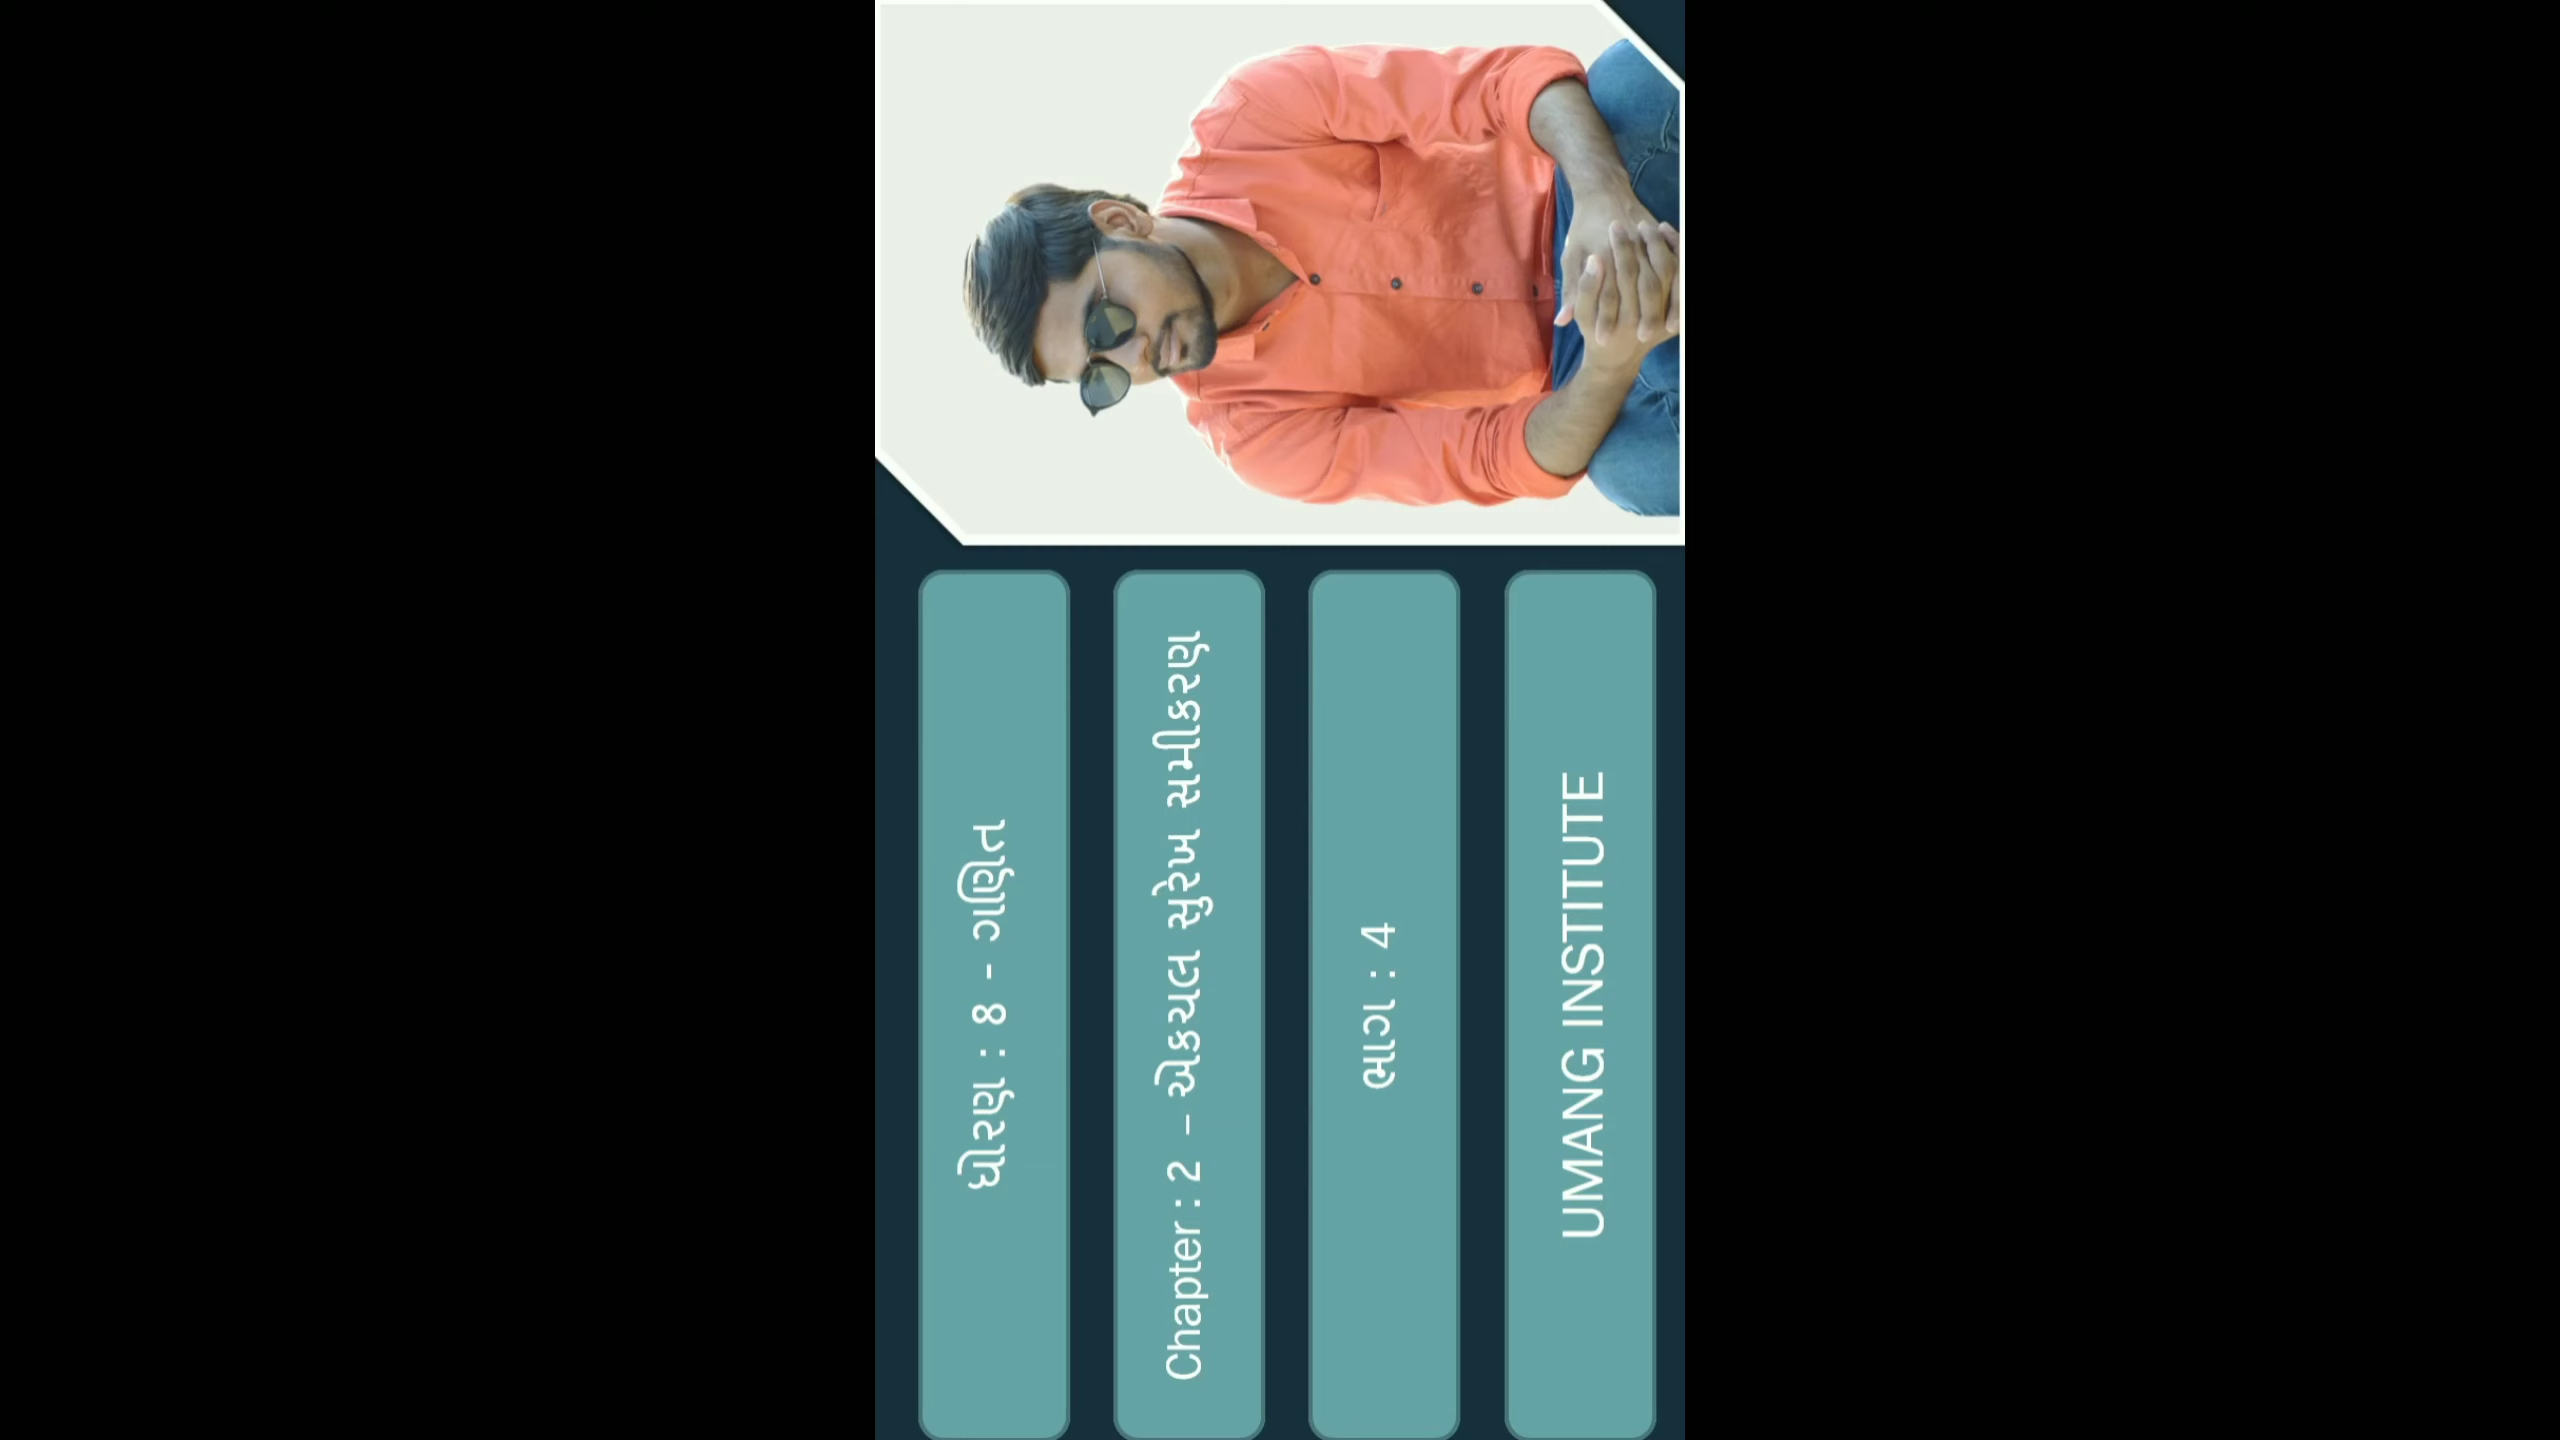 ધોરણ : 8 - ગણિત
Chapter : 2 – એકચલ સુરેખ સમીકરણ
ભાગ : 4
UMANG INSTITUTE